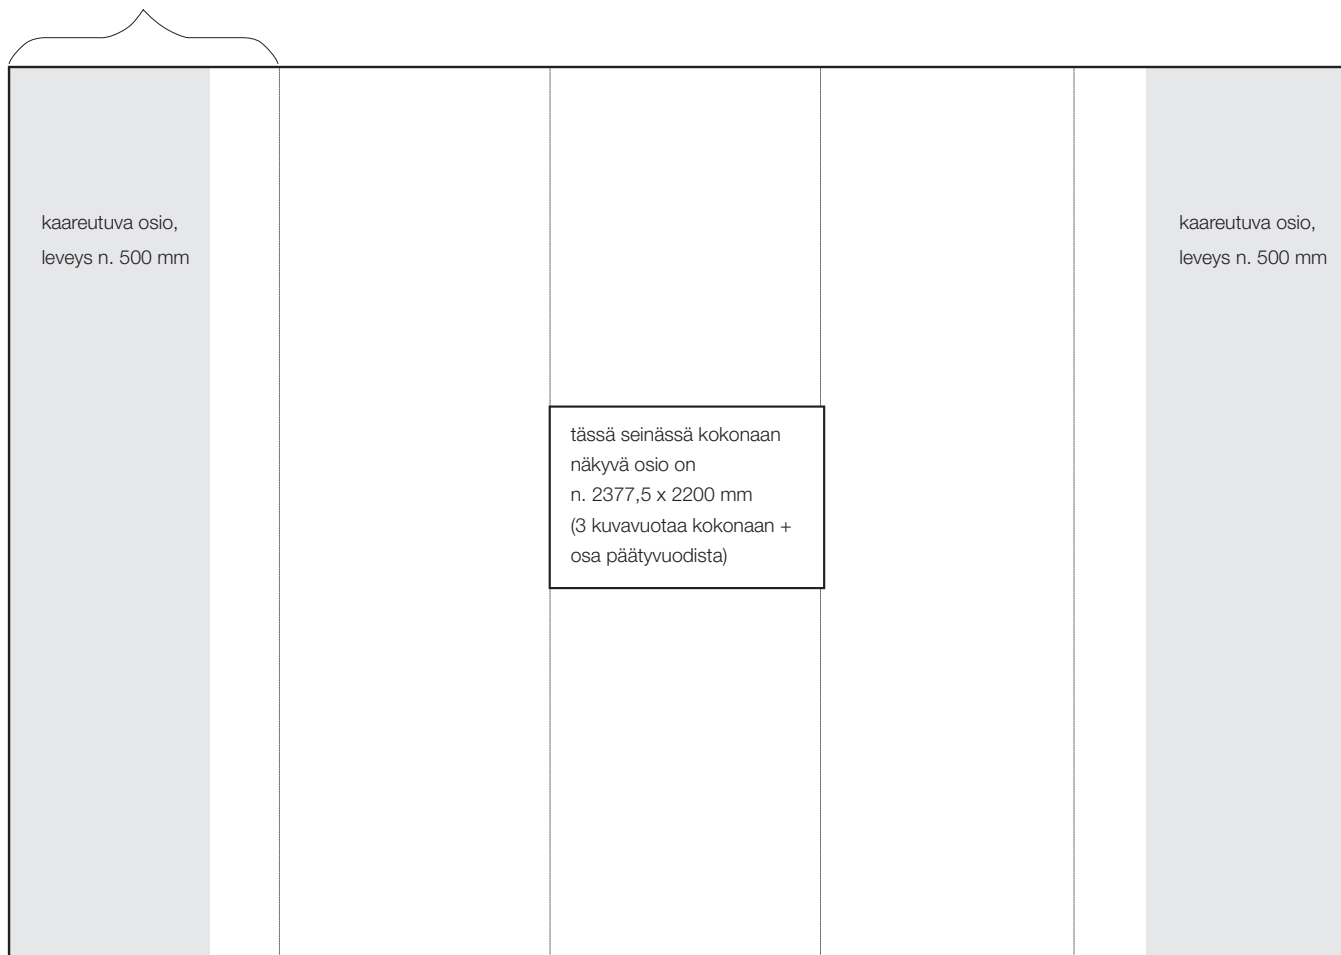 kaareutuva osio,
leveys n. 500 mm
kaareutuva osio,
leveys n. 500 mm
tässä seinässä kokonaan
näkyvä osio on
n. 2377,5 x 2200 mm
(3 kuvavuotaa kokonaan +
osa päätyvuodista)